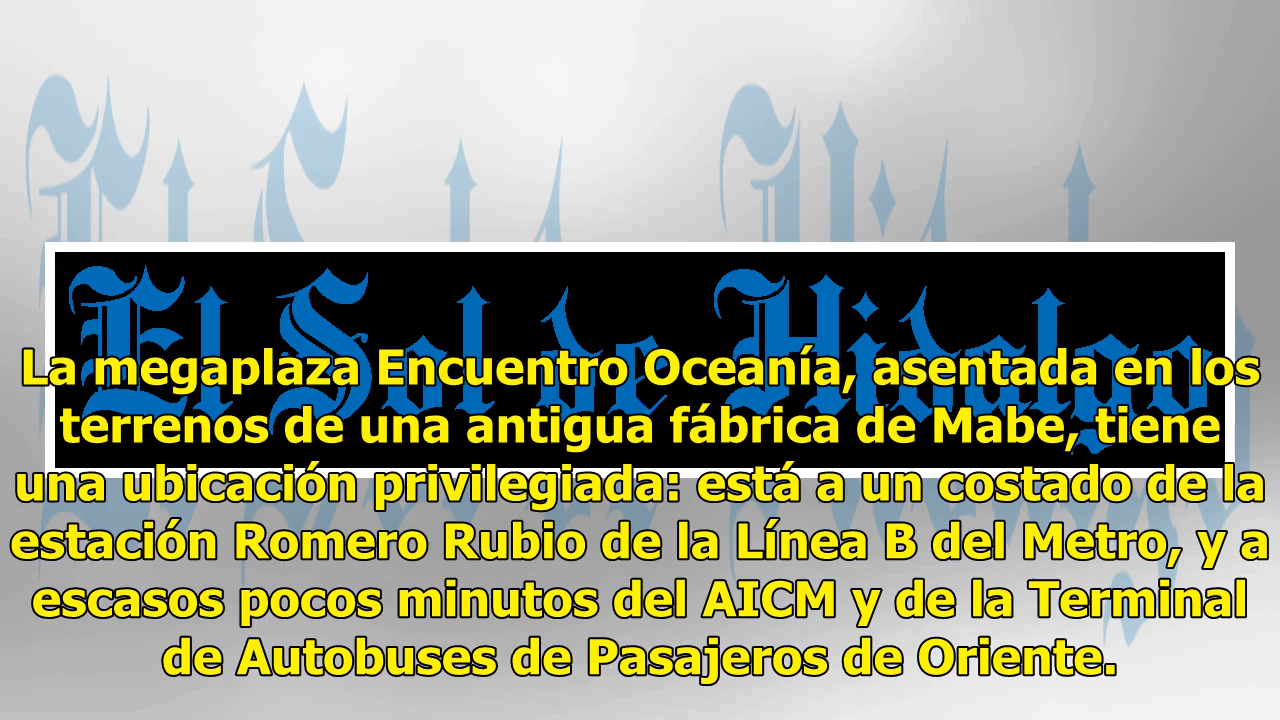 El Sol de Hidalgo
La megaplaza Encuentro Oceanía, asentada en los
terrenos de una antigua fábrica de Mabe, tiene
una ubicación privilegiada: está a un costado de la
estación Romero Rubio de la Línea B del Metro, y a
escasos pocos minutos del AICM y de la Terminal
de Autobuses de Pasajeros de Oriente.